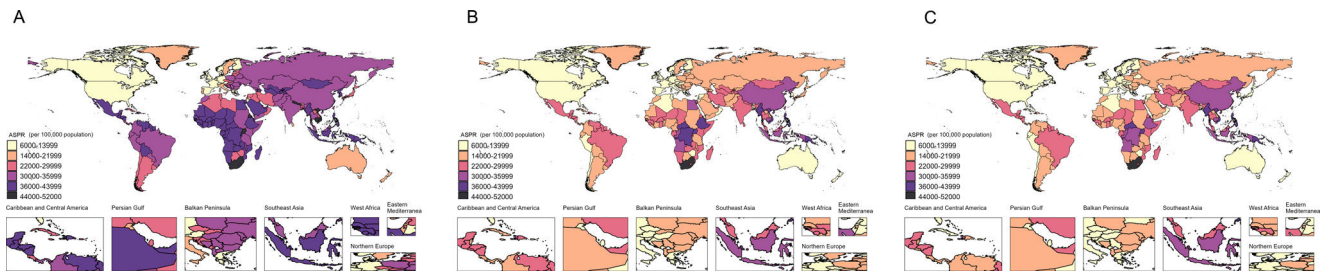 A
ASPR (per 100,000 population)
6000-13999
14000-21999
22000-29999
30000-35999
36000-43999
44000-52000
Caribbean and Central America
Persian Gulf
Balkan Peninsula
Southeast Asia
West Africa
Eastern
Mediterranean
Northern Europe
B
ASPR (per 100,000 population)
6000-13999
14000-21999
22000-29999
30000-35999
36000-43999
44000-52000
Caribbean and Central America
Persian Gulf
Balkan Peninsula
Southeast Asia
West Africa
Eastern
Mediterranean
Northern Europe
C
ASPR (per 100,000 population)
6000-13999
14000-21999
22000-29999
30000-35999
36000-43999
44000-52000
Caribbean and Central America
Persian Gulf
Balkan Peninsula
Southeast Asia
West Africa
Eastern
Mediterranean
Northern Europe